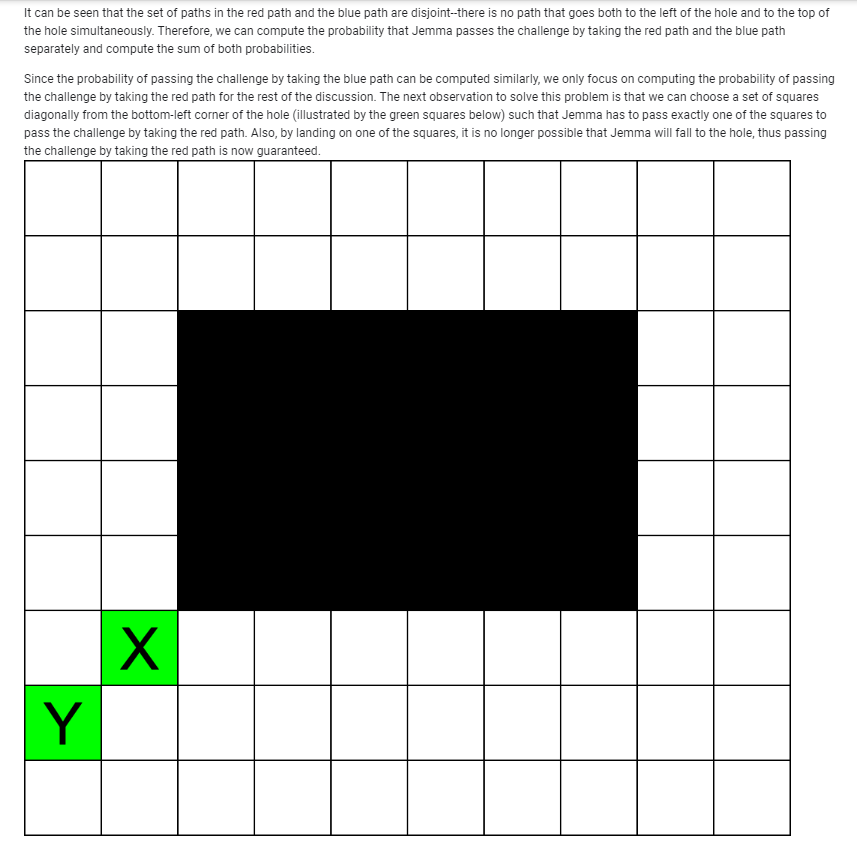 It can be seen that the set of paths in the red path and the blue path are disjoint--there is no path that goes both to the left of the hole and to the top of
the hole simultaneously. Therefore, we can compute the probability that Jemma passes the challenge by taking the red path and the blue path
separately and compute the sum of both probabilities.
Since the probability of passing the challenge by taking the blue path can be computed similarly, we only focus on computing the probability of passing
the challenge by taking the red path for the rest of the discussion. The next observation to solve this problem is that we can choose a set of squares
diagonally from the bottom-left corner of the hole (illustrated by the green squares below) such that Jemma has to pass exactly one of the squares to
pass the challenge by taking the red path. Also, by landing on one of the squares, it is no longer possible that Jemma will fall to the hole, thus passing
the challenge by taking the red path is now guaranteed.
X
Y